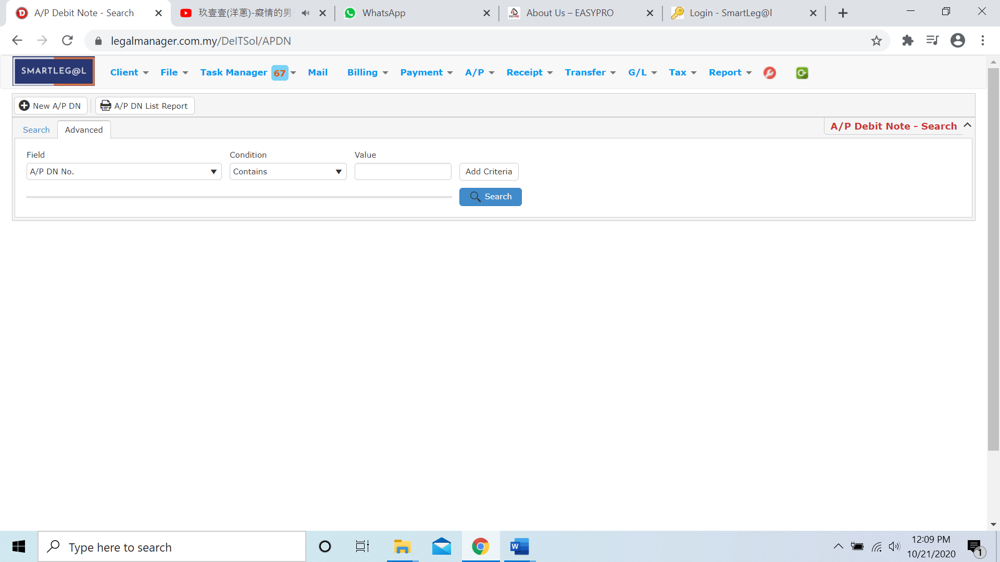 A/P Debit Note - Search
玖壹壹(洋蔥)-癡情的男
WhatsApp
About Us – EASYPRO
Login - SmartLeg@l
legalmanager.com.my/DeITSol/APDN
SMARTLEG@L
Client
File
Task Manager 67
Mail
Billing
Payment
A/P
Receipt
Transfer
G/L
Tax
Report
New A/P DN
A/P DN List Report
Search
Advanced
A/P Debit Note - Search
Field
Condition
Value
A/P DN No.
Contains
Add Criteria
Search
Type here to search
12:09 PM
10/21/2020
1